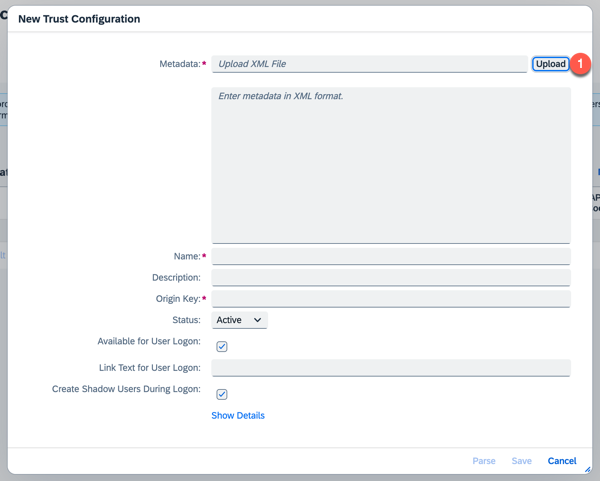 New Trust Configuration
Metadata:* Upload XML File Upload 1
Enter metadata in XML format.
Name:*
Description:
Origin Key:*
Status: Active
Available for User Logon:
Link Text for User Logon:
Create Shadow Users During Logon:
Show Details
Parse Save Cancel